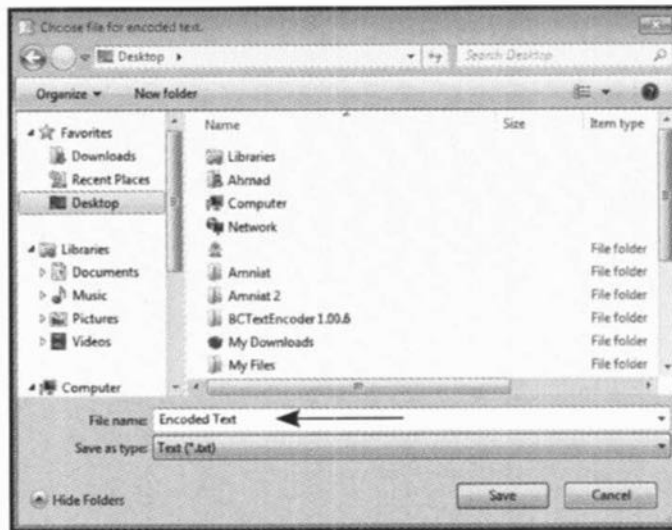 Choose file for encoded text.
Desktop
Search Desktop
Organize
New folder
Name
Size
Item type
Favorites
Downloads
Recent Places
Desktop
Libraries
Documents
Music
Pictures
Videos
Computer
Libraries
Ahmad
Computer
Network
File folder
Amniat
File folder
Amniat 2
File folder
BCTextEncoder 1.00.6
File folder
My Downloads
File folder
My Files
File folder
File name: Encoded Text
Save as type: Text (*.txt)
Hide Folders
Save
Cancel